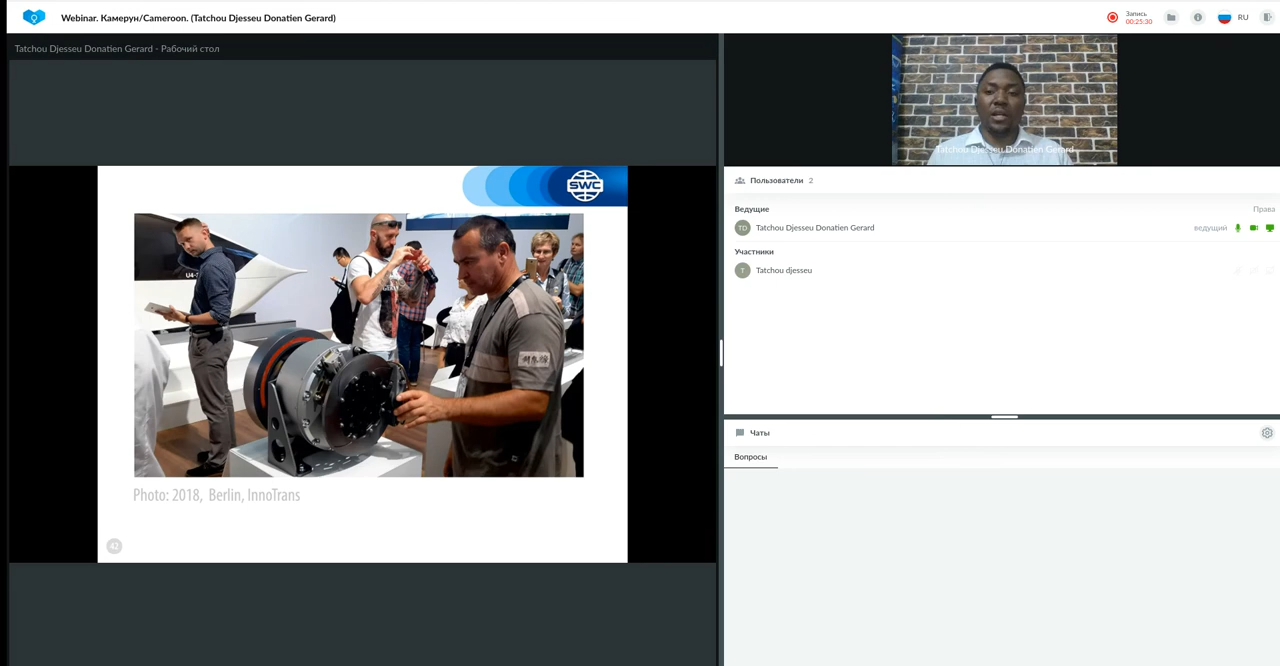 Webinar. Камерун/Cameroon. (Tatchou Djesseu Donatien Gerard)
Запись
00:25:30
RU
Tatchou Djesseu Donatien Gerard - Рабочий стол
SWC
U4-
Photo: 2018, Berlin, InnoTrans
42
Tatchou Djesseu Donatien Gerard
Пользователи 2
Ведущие Права
TD Tatchou Djesseu Donatien Gerard ведущий
Участники
T Tatchou djesseu
Чаты
Вопросы